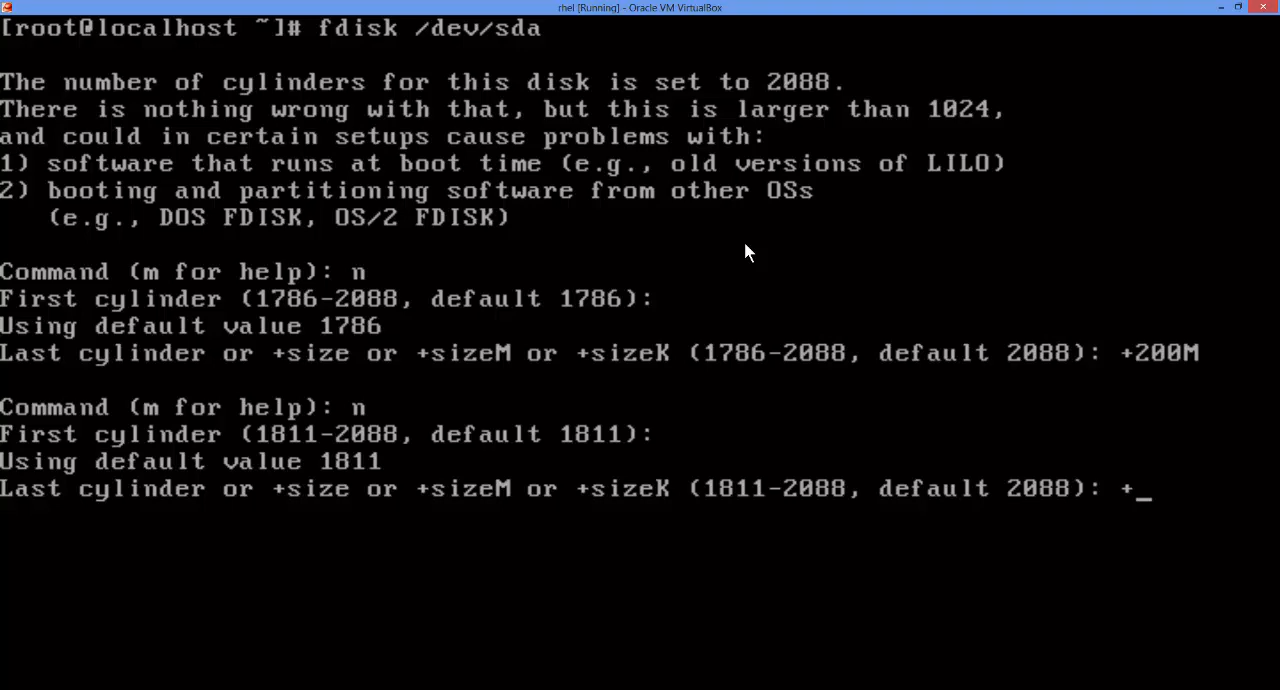 rhel [Running] - Oracle VM VirtualBox
[root@localhost ~]# fdisk /dev/sda
The number of cylinders for this disk is set to 2088.
There is nothing wrong with that, but this is larger than 1024,
and could in certain setups cause problems with:
1) software that runs at boot time (e.g., old versions of LILO)
2) booting and partitioning software from other OSs
(e.g., DOS FDISK, OS/2 FDISK)
Command (m for help): n
First cylinder (1786-2088, default 1786):
Using default value 1786
Last cylinder or +size or +sizeM or +sizeK (1786-2088, default 2088): +200M
Command (m for help): n
First cylinder (1811-2088, default 1811):
Using default value 1811
Last cylinder or +size or +sizeM or +sizeK (1811-2088, default 2088): +_